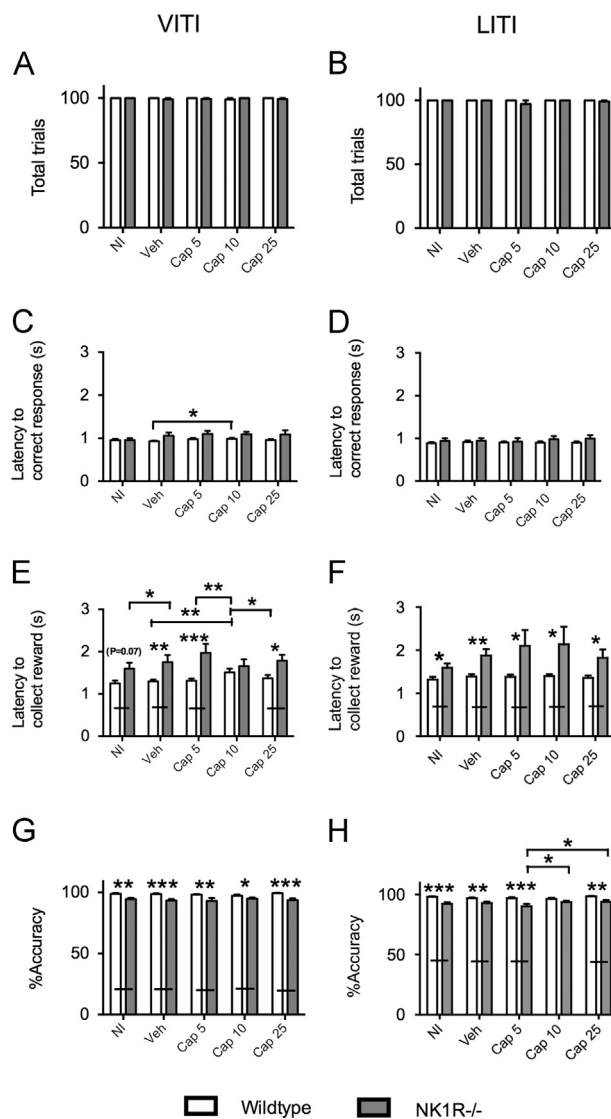 VITI
LITI
A
B
Total trials
100
50
0
NI
Veh
Cap 5
Cap 10
Cap 25
Total trials
100
50
0
NI
Veh
Cap 5
Cap 10
Cap 25
C
D
Latency to
correct response (s)
3
2
1
0
*
NI
Veh
Cap 5
Cap 10
Cap 25
Latency to
correct response (s)
3
2
1
0
NI
Veh
Cap 5
Cap 10
Cap 25
E
F
Latency to
collect reward (s)
3
2
1
0
**
*
**
*
(P=0.07)
**
***
*
NI
Veh
Cap 5
Cap 10
Cap 25
Latency to
collect reward (s)
3
2
1
0
*
**
*
*
*
NI
Veh
Cap 5
Cap 10
Cap 25
G
H
%Accuracy
100
50
0
**
***
**
*
***
NI
Veh
Cap 5
Cap 10
Cap 25
%Accuracy
100
50
0
*
*
***
**
***
**
NI
Veh
Cap 5
Cap 10
Cap 25
Wildtype
NK1R-/-